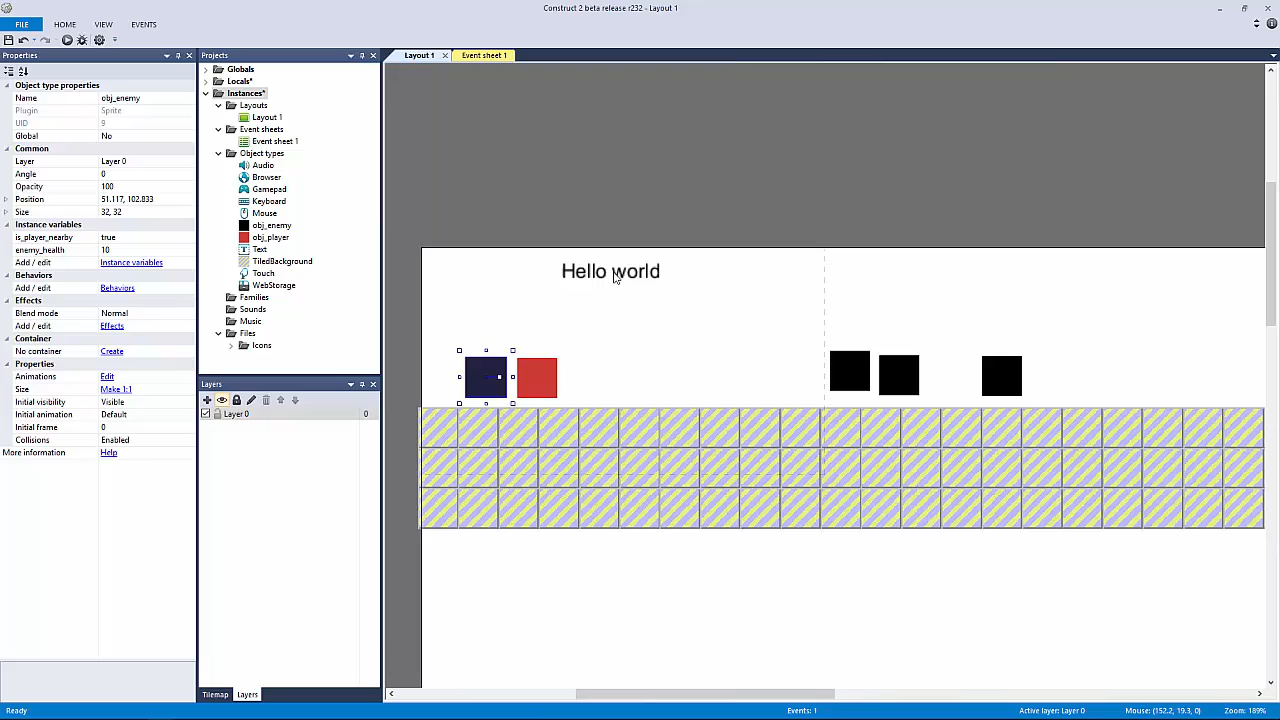 Construct 2 beta release r232 - Layout 1
FILE HOME VIEW EVENTS
Properties
Object type properties
Name obj_enemy
Plugin Sprite
UID 9
Global No
Common
Layer Layer 0
Angle 0
Opacity 100
Position 51.117, 102.833
Size 32, 32
Instance variables
is_player_nearby true
enemy_health 10
Add / edit Instance variables
Behaviors
Add / edit Behaviors
Effects
Blend mode Normal
Add / edit Effects
Container
No container Create
Properties
Animations Edit
Size Make 1:1
Initial visibility Visible
Initial animation Default
Initial frame 0
Collisions Enabled
More information Help
Projects
Globals
Locals*
Instances*
Layouts
Layout 1
Event sheets
Event sheet 1
Object types
Audio
Browser
Gamepad
Keyboard
Mouse
obj_enemy
obj_player
T Text
TiledBackground
Touch
WebStorage
Families
Sounds
Music
Files
Icons
Layers
Layer 0 0
Tilemap Layers
Layout 1 Event sheet 1
Hello world
Ready Events: 1 Active layer: Layer 0 Mouse: (152.2, 19.3, 0) Zoom: 189%